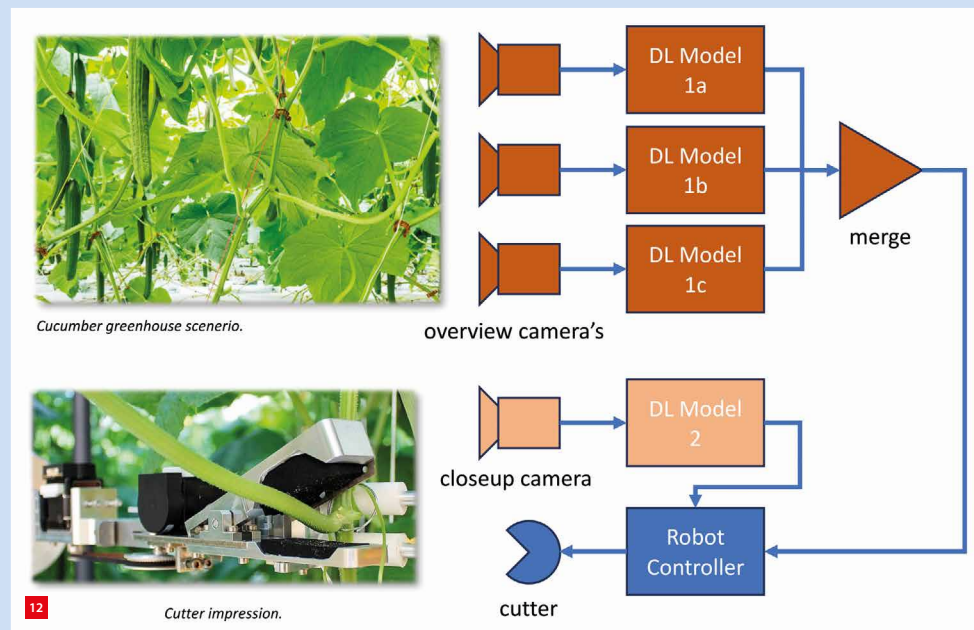 DL Model
1a
DL Model
1b
DL Model
1c
merge
overview camera's
Cucumber greenhouse scenerio.
DL Model
2
closeup camera
Robot
Controller
cutter
Cutter impression.
12